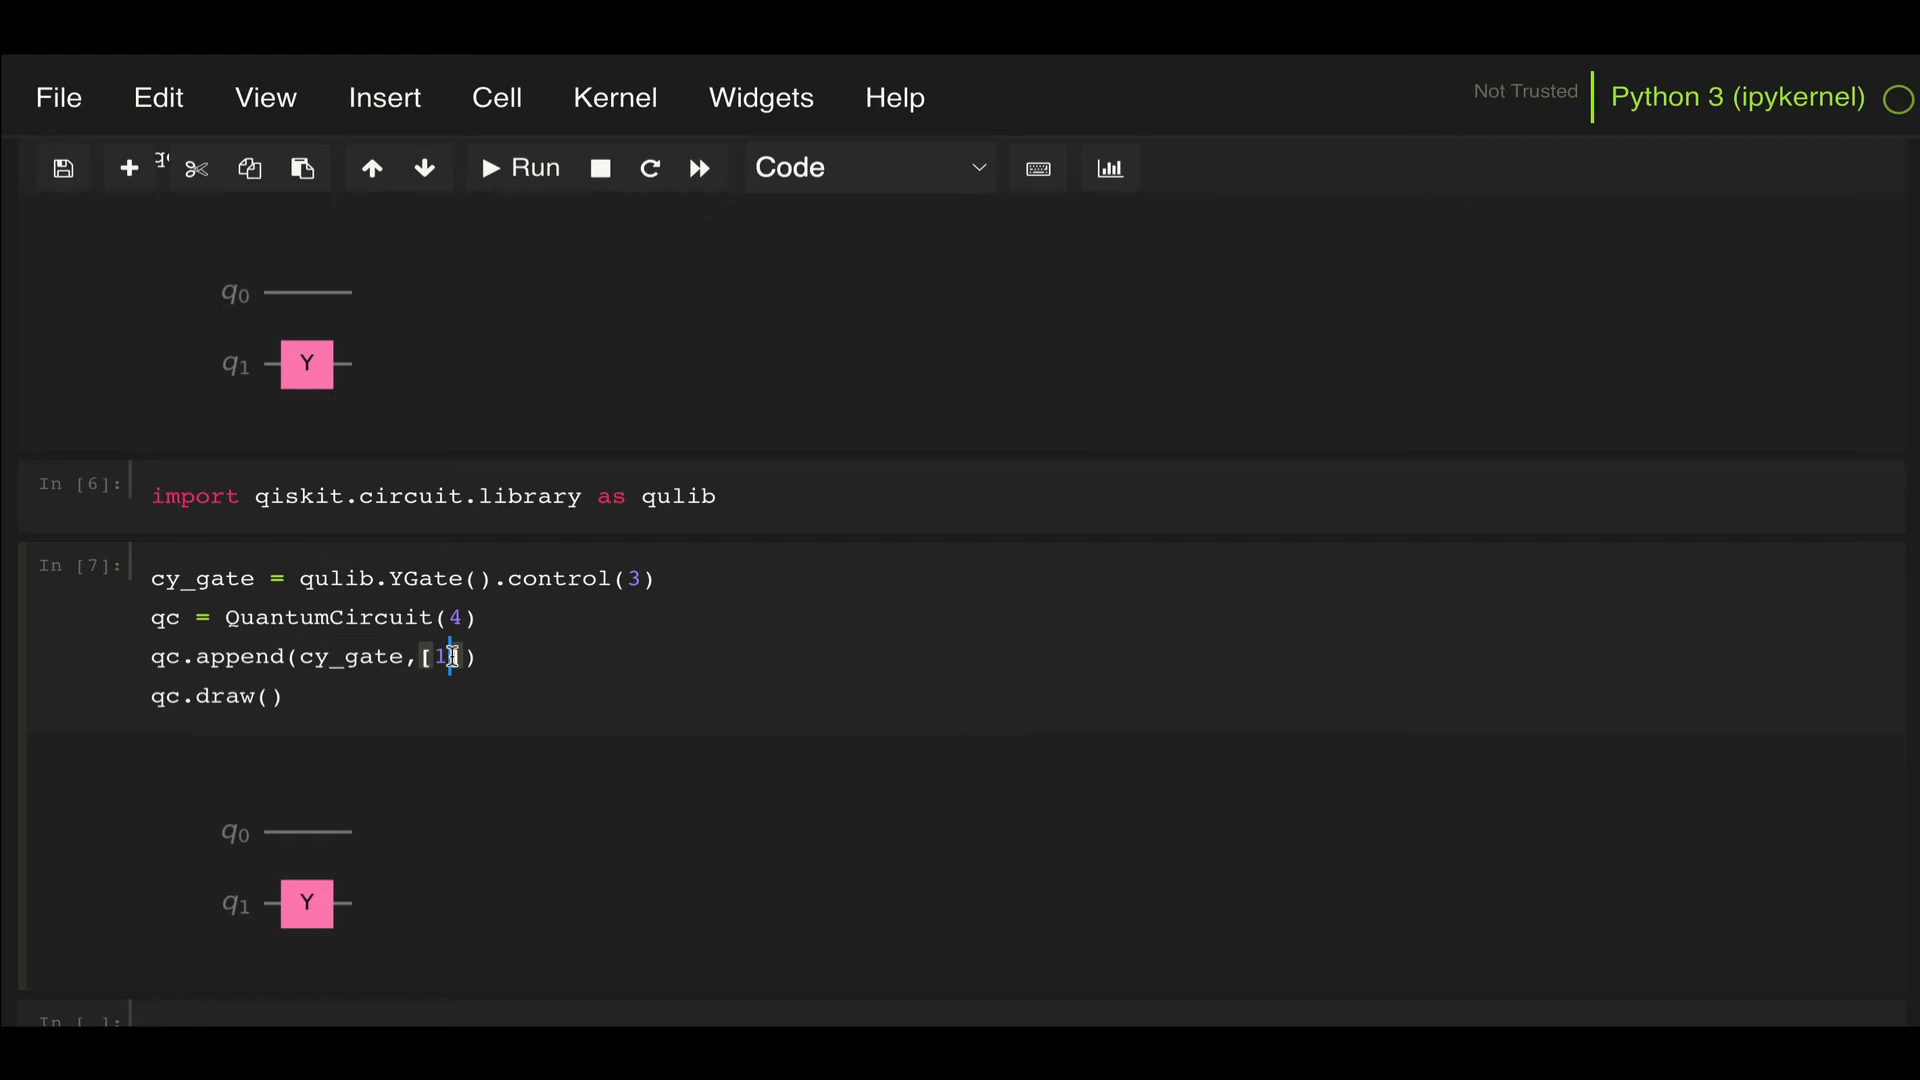 File Edit View Insert Cell Kernel Widgets Help Not Trusted Python 3 (ipykernel)
Run Code
q0
q1 Y
In [6]: import qiskit.circuit.library as qulib
In [7]: cy_gate = qulib.YGate().control(3)
qc = QuantumCircuit(4)
qc.append(cy_gate,[1])
qc.draw()
q0
q1 Y
In [ ]: